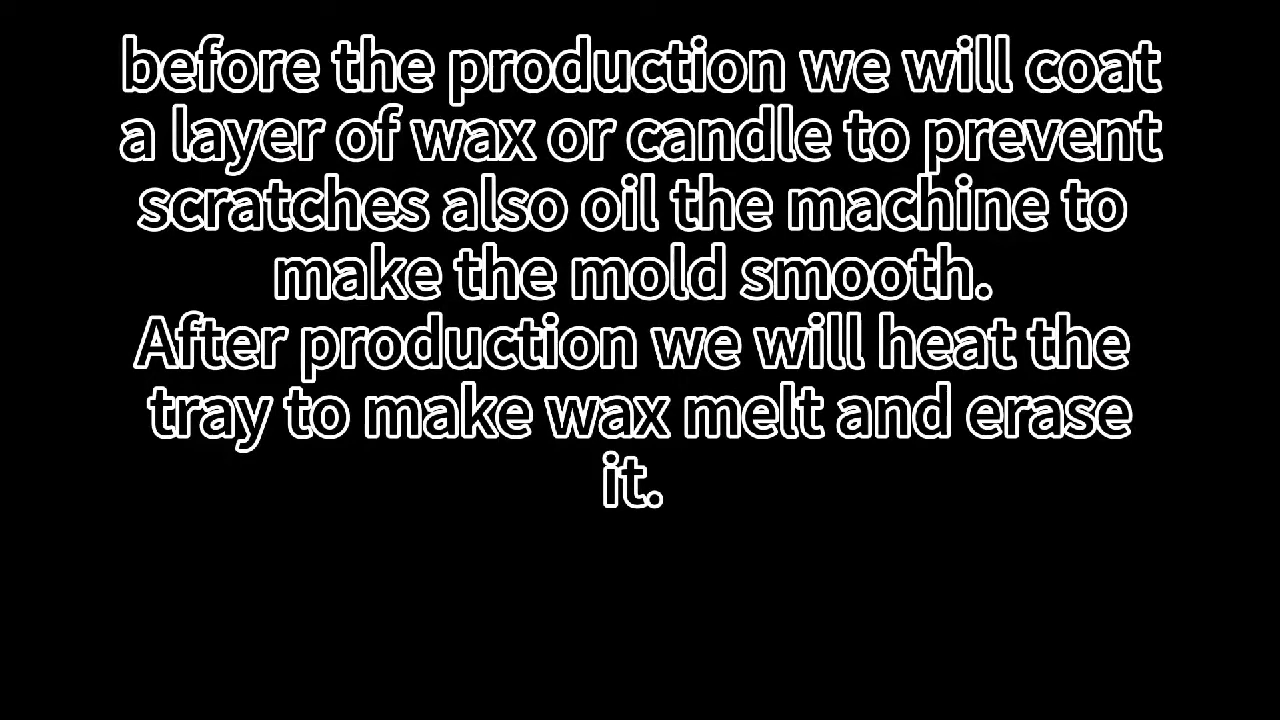 before the production we will coat
a layer of wax or candle to prevent
scratches also oil the machine to
make the mold smooth.
After production we will heat the
tray to make wax melt and erase
it.